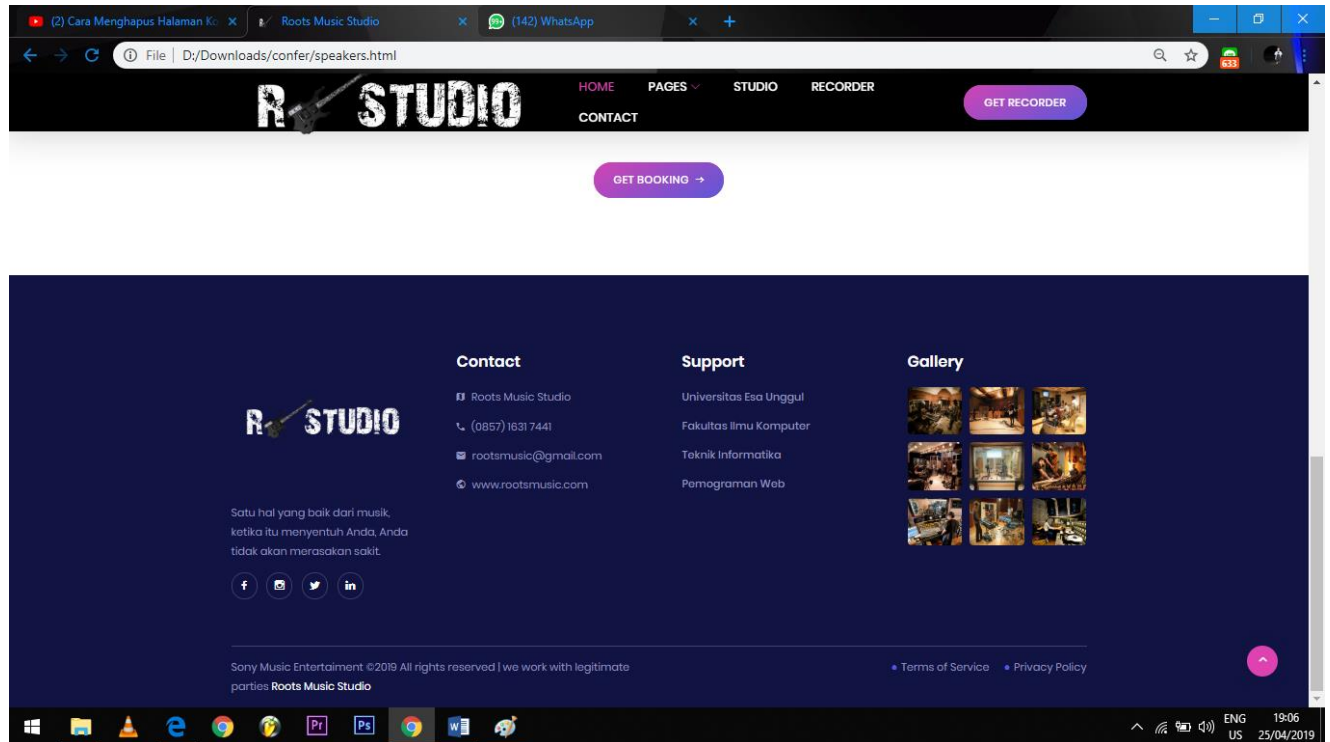 (2) Cara Menghapus Halaman Ko
Roots Music Studio
(142) WhatsApp
File | D:/Downloads/confer/speakers.html
633
R STUDIO
HOME PAGES STUDIO RECORDER
CONTACT
GET RECORDER
GET BOOKING →
R STUDIO
Satu hal yang baik dari musik,
ketika itu menyentuh Anda, Anda
tidak akan merasakan sakit.
Contact
Roots Music Studio
(0857) 1631 7441
rootsmusic@gmail.com
www.rootsmusic.com
Support
Universitas Esa Unggul
Fakultas Ilmu Komputer
Teknik Informatika
Pemograman Web
Gallery
Sony Music Entertaiment ©2019 All rights reserved | we work with legitimate
parties Roots Music Studio
• Terms of Service • Privacy Policy
Pr Ps
ENG
US
19:06
25/04/2019